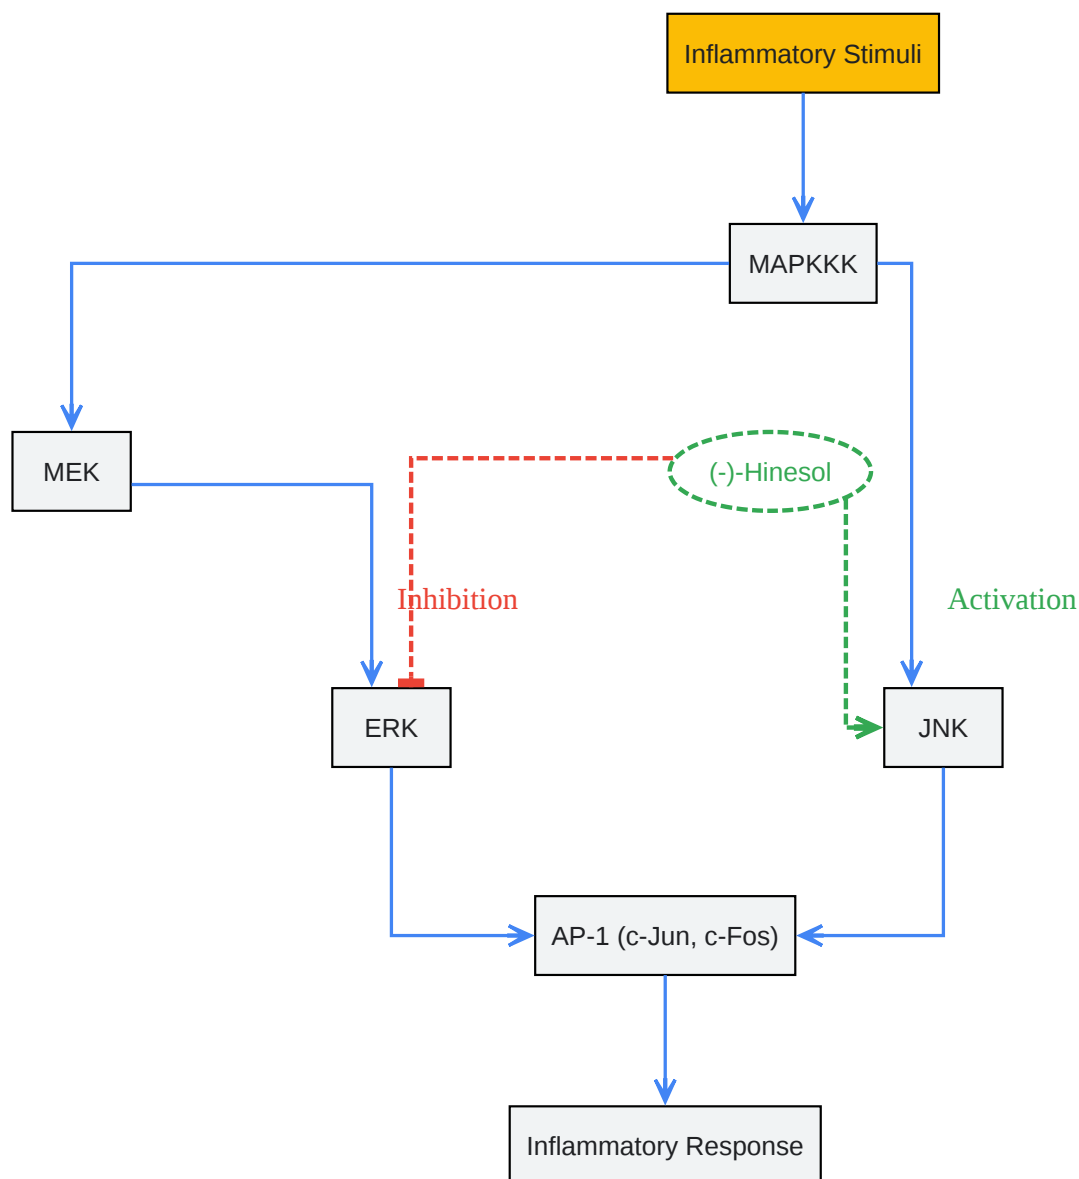 Inflammatory Stimuli
MAPKKK
MEK
(-)-Hinesol
Inhibition
Activation
ERK
JNK
AP-1 (c-Jun, c-Fos)
Inflammatory Response